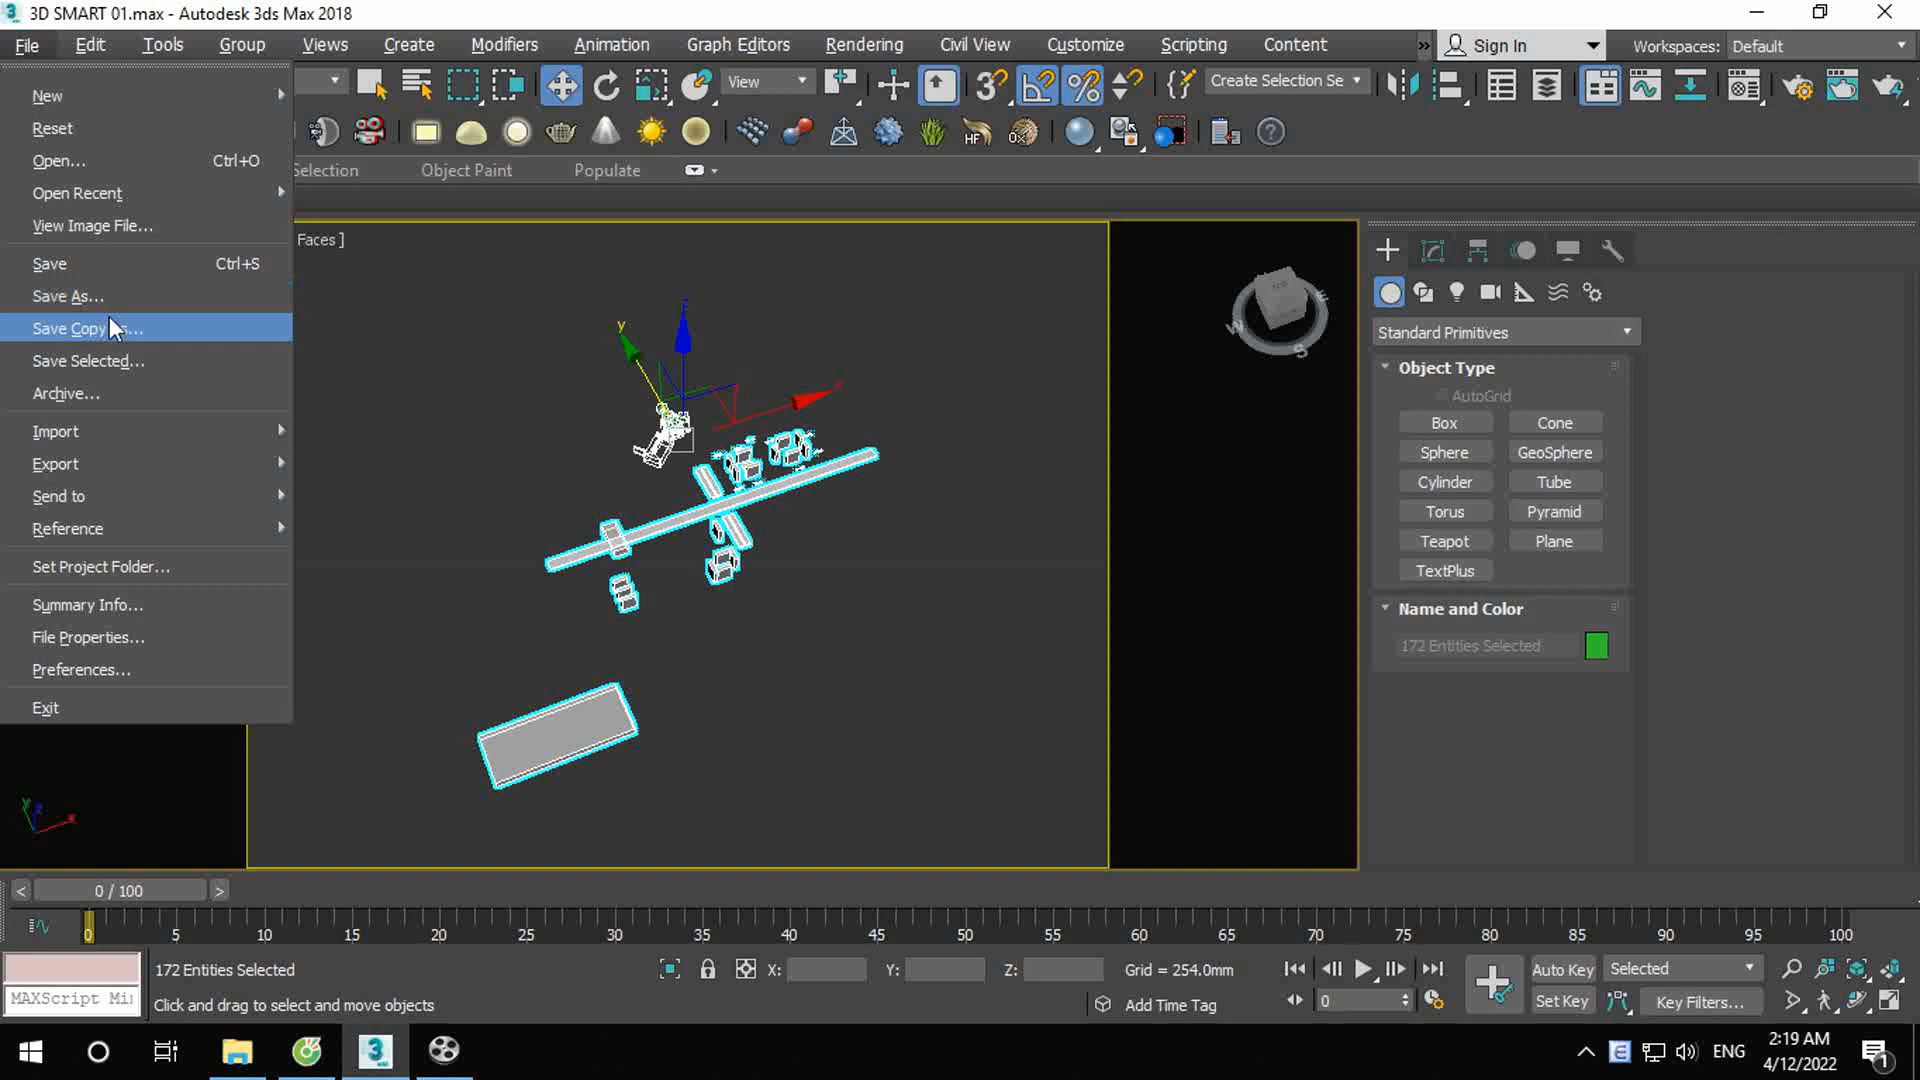 3D SMART 01.max - Autodesk 3ds Max 2018
File Edit Tools Group Views Create Modifiers Animation Graph Editors Rendering Civil View Customize Scripting Content Sign In Workspaces: Default
View Create Selection Se
Selection Object Paint Populate
New
Reset
Open... Ctrl+O
Open Recent
View Image File...
Save Ctrl+S
Save As...
Save Copy
Save Selected...
Archive...
Import
Export
Send to
Reference
Set Project Folder...
Summary Info...
File Properties...
Preferences...
Exit
Faces ]
z
y
x
W S E
Standard Primitives
Object Type
AutoGrid
Box Cone
Sphere GeoSphere
Cylinder Tube
Torus Pyramid
Teapot Plane
TextPlus
Name and Color
172 Entities Selected
< 0 / 100 >
0 5 10 15 20 25 30 35 40 45 50 55 60 65 70 75 80 85 90 95 100
172 Entities Selected X: Y: Z: Grid = 254.0mm Auto Key Selected
MAXScript Mi
Click and drag to select and move objects Add Time Tag 0 Set Key Key Filters...
ENG 2:19 AM
4/12/2022
1